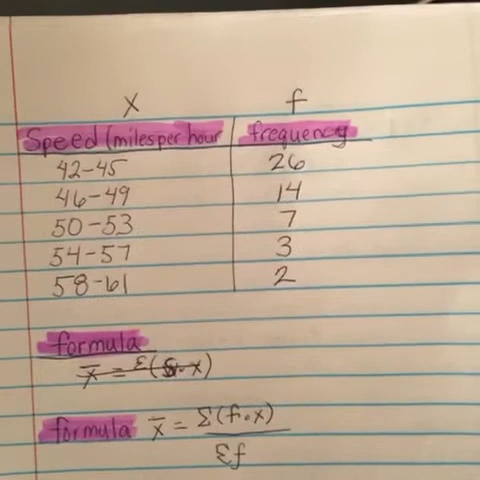 x f
Speed (miles per hour frequency
42-45 26
46-49 14
50-53 7
54-57 3
58-61 2
formula
x̄ = Σ(f·x)
formula x̄ = Σ(f·x)
Σf